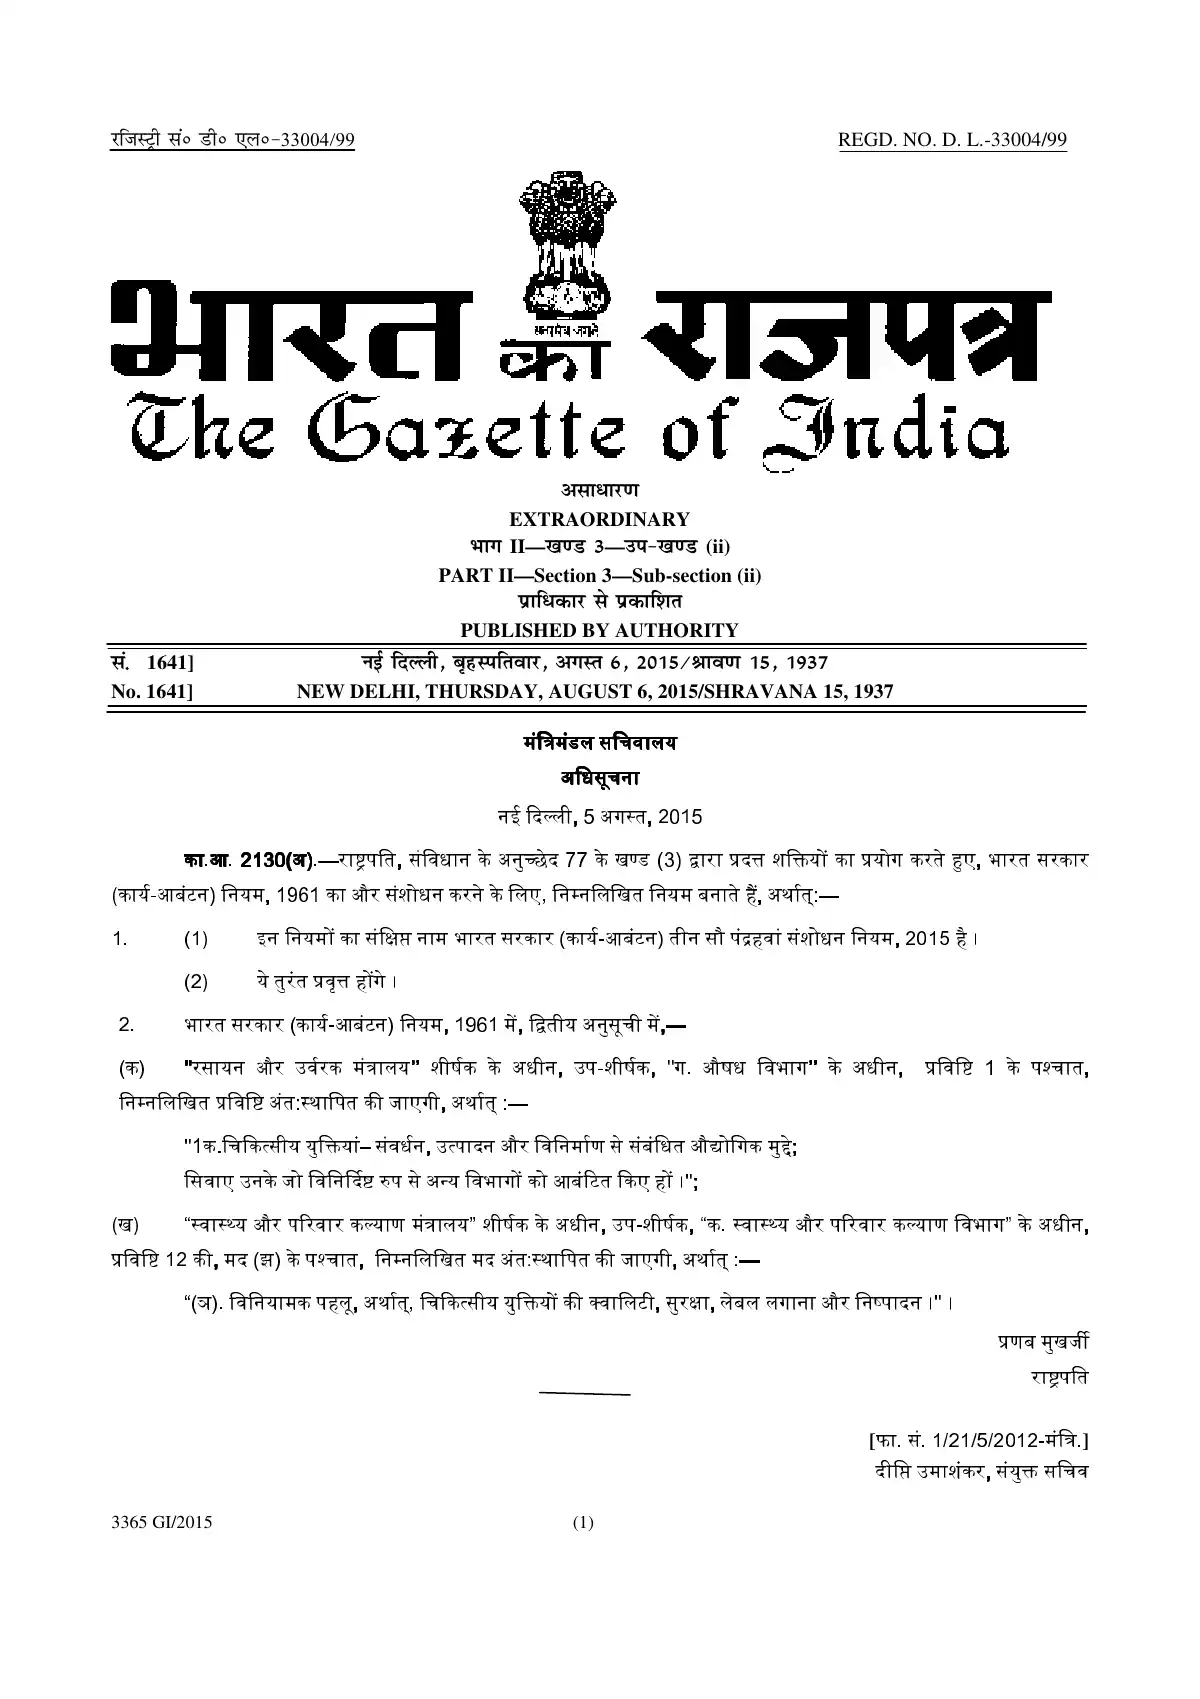 रजिस्ट्री सं० डी० एल०-33004/99
REGD. NO. D. L.-33004/99
सत्यमेव जयते
भारत का राजपत्र
The Gazette of India
असाधारण
EXTRAORDINARY
भाग II—खण्ड 3—उप-खण्ड (ii)
PART II—Section 3—Sub-section (ii)
प्राधिकार से प्रकाशित
PUBLISHED BY AUTHORITY
सं. 1641] नई दिल्ली, बृहस्पतिवार, अगस्त 6, 2015/श्रावण 15, 1937
No. 1641] NEW DELHI, THURSDAY, AUGUST 6, 2015/SHRAVANA 15, 1937
मंत्रिमंडल सचिवालय
अधिसूचना
नई दिल्ली, 5 अगस्त, 2015
का.आ. 2130(अ).—राष्ट्रपति, संविधान के अनुच्छेद 77 के खण्ड (3) द्वारा प्रदत्त शक्तियों का प्रयोग करते हुए, भारत सरकार
(कार्य-आबंटन) नियम, 1961 का और संशोधन करने के लिए, निम्नलिखित नियम बनाते हैं, अर्थात्:—
1. (1) इन नियमों का संक्षिप्त नाम भारत सरकार (कार्य-आबंटन) तीन सौ पंद्रहवां संशोधन नियम, 2015 है।
(2) ये तुरंत प्रवृत्त होंगे।
2. भारत सरकार (कार्य-आबंटन) नियम, 1961 में, द्वितीय अनुसूची में,—
(क) "रसायन और उर्वरक मंत्रालय" शीर्षक के अधीन, उप-शीर्षक, "ग. औषध विभाग" के अधीन, प्रविष्टि 1 के पश्चात,
निम्नलिखित प्रविष्टि अंत:स्थापित की जाएगी, अर्थात् :—
"1क.चिकित्सीय युक्तियां– संवर्धन, उत्पादन और विनिर्माण से संबंधित औद्योगिक मुद्दे;
सिवाए उनके जो विनिर्दिष्ट रुप से अन्य विभागों को आबंटित किए हों।";
(ख) “स्वास्थ्य और परिवार कल्याण मंत्रालय” शीर्षक के अधीन, उप-शीर्षक, “क. स्वास्थ्य और परिवार कल्याण विभाग” के अधीन,
प्रविष्टि 12 की, मद (झ) के पश्चात, निम्नलिखित मद अंत:स्थापित की जाएगी, अर्थात् :—
“(ञ). विनियामक पहलू, अर्थात्, चिकित्सीय युक्तियों की क्वालिटी, सुरक्षा, लेबल लगाना और निष्पादन।"।
प्रणब मुखर्जी
राष्ट्रपति
[फा. सं. 1/21/5/2012-मंत्रि.]
दीप्ति उमाशंकर, संयुक्त सचिव
3365 GI/2015 (1)